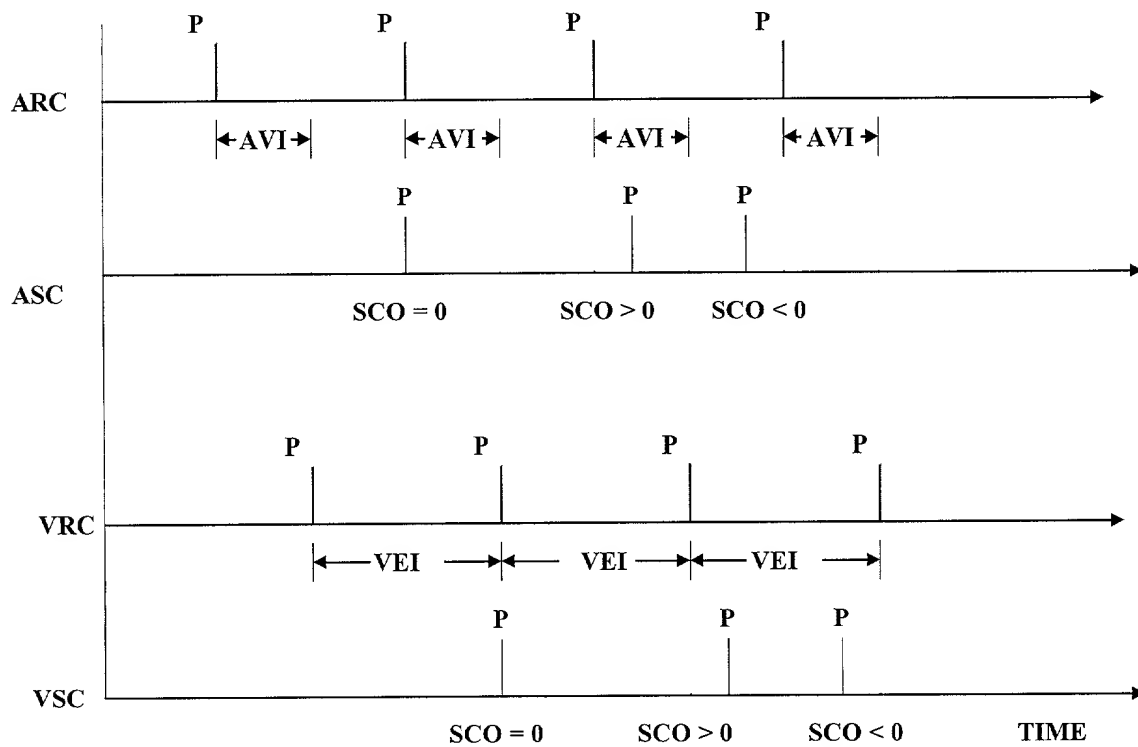 P P P P
ARC
AVI AVI AVI AVI
P P P
ASC
SCO = 0 SCO > 0 SCO < 0
P P P P
VRC
VEI VEI VEI
P P P
VSC
SCO = 0 SCO > 0 SCO < 0 TIME